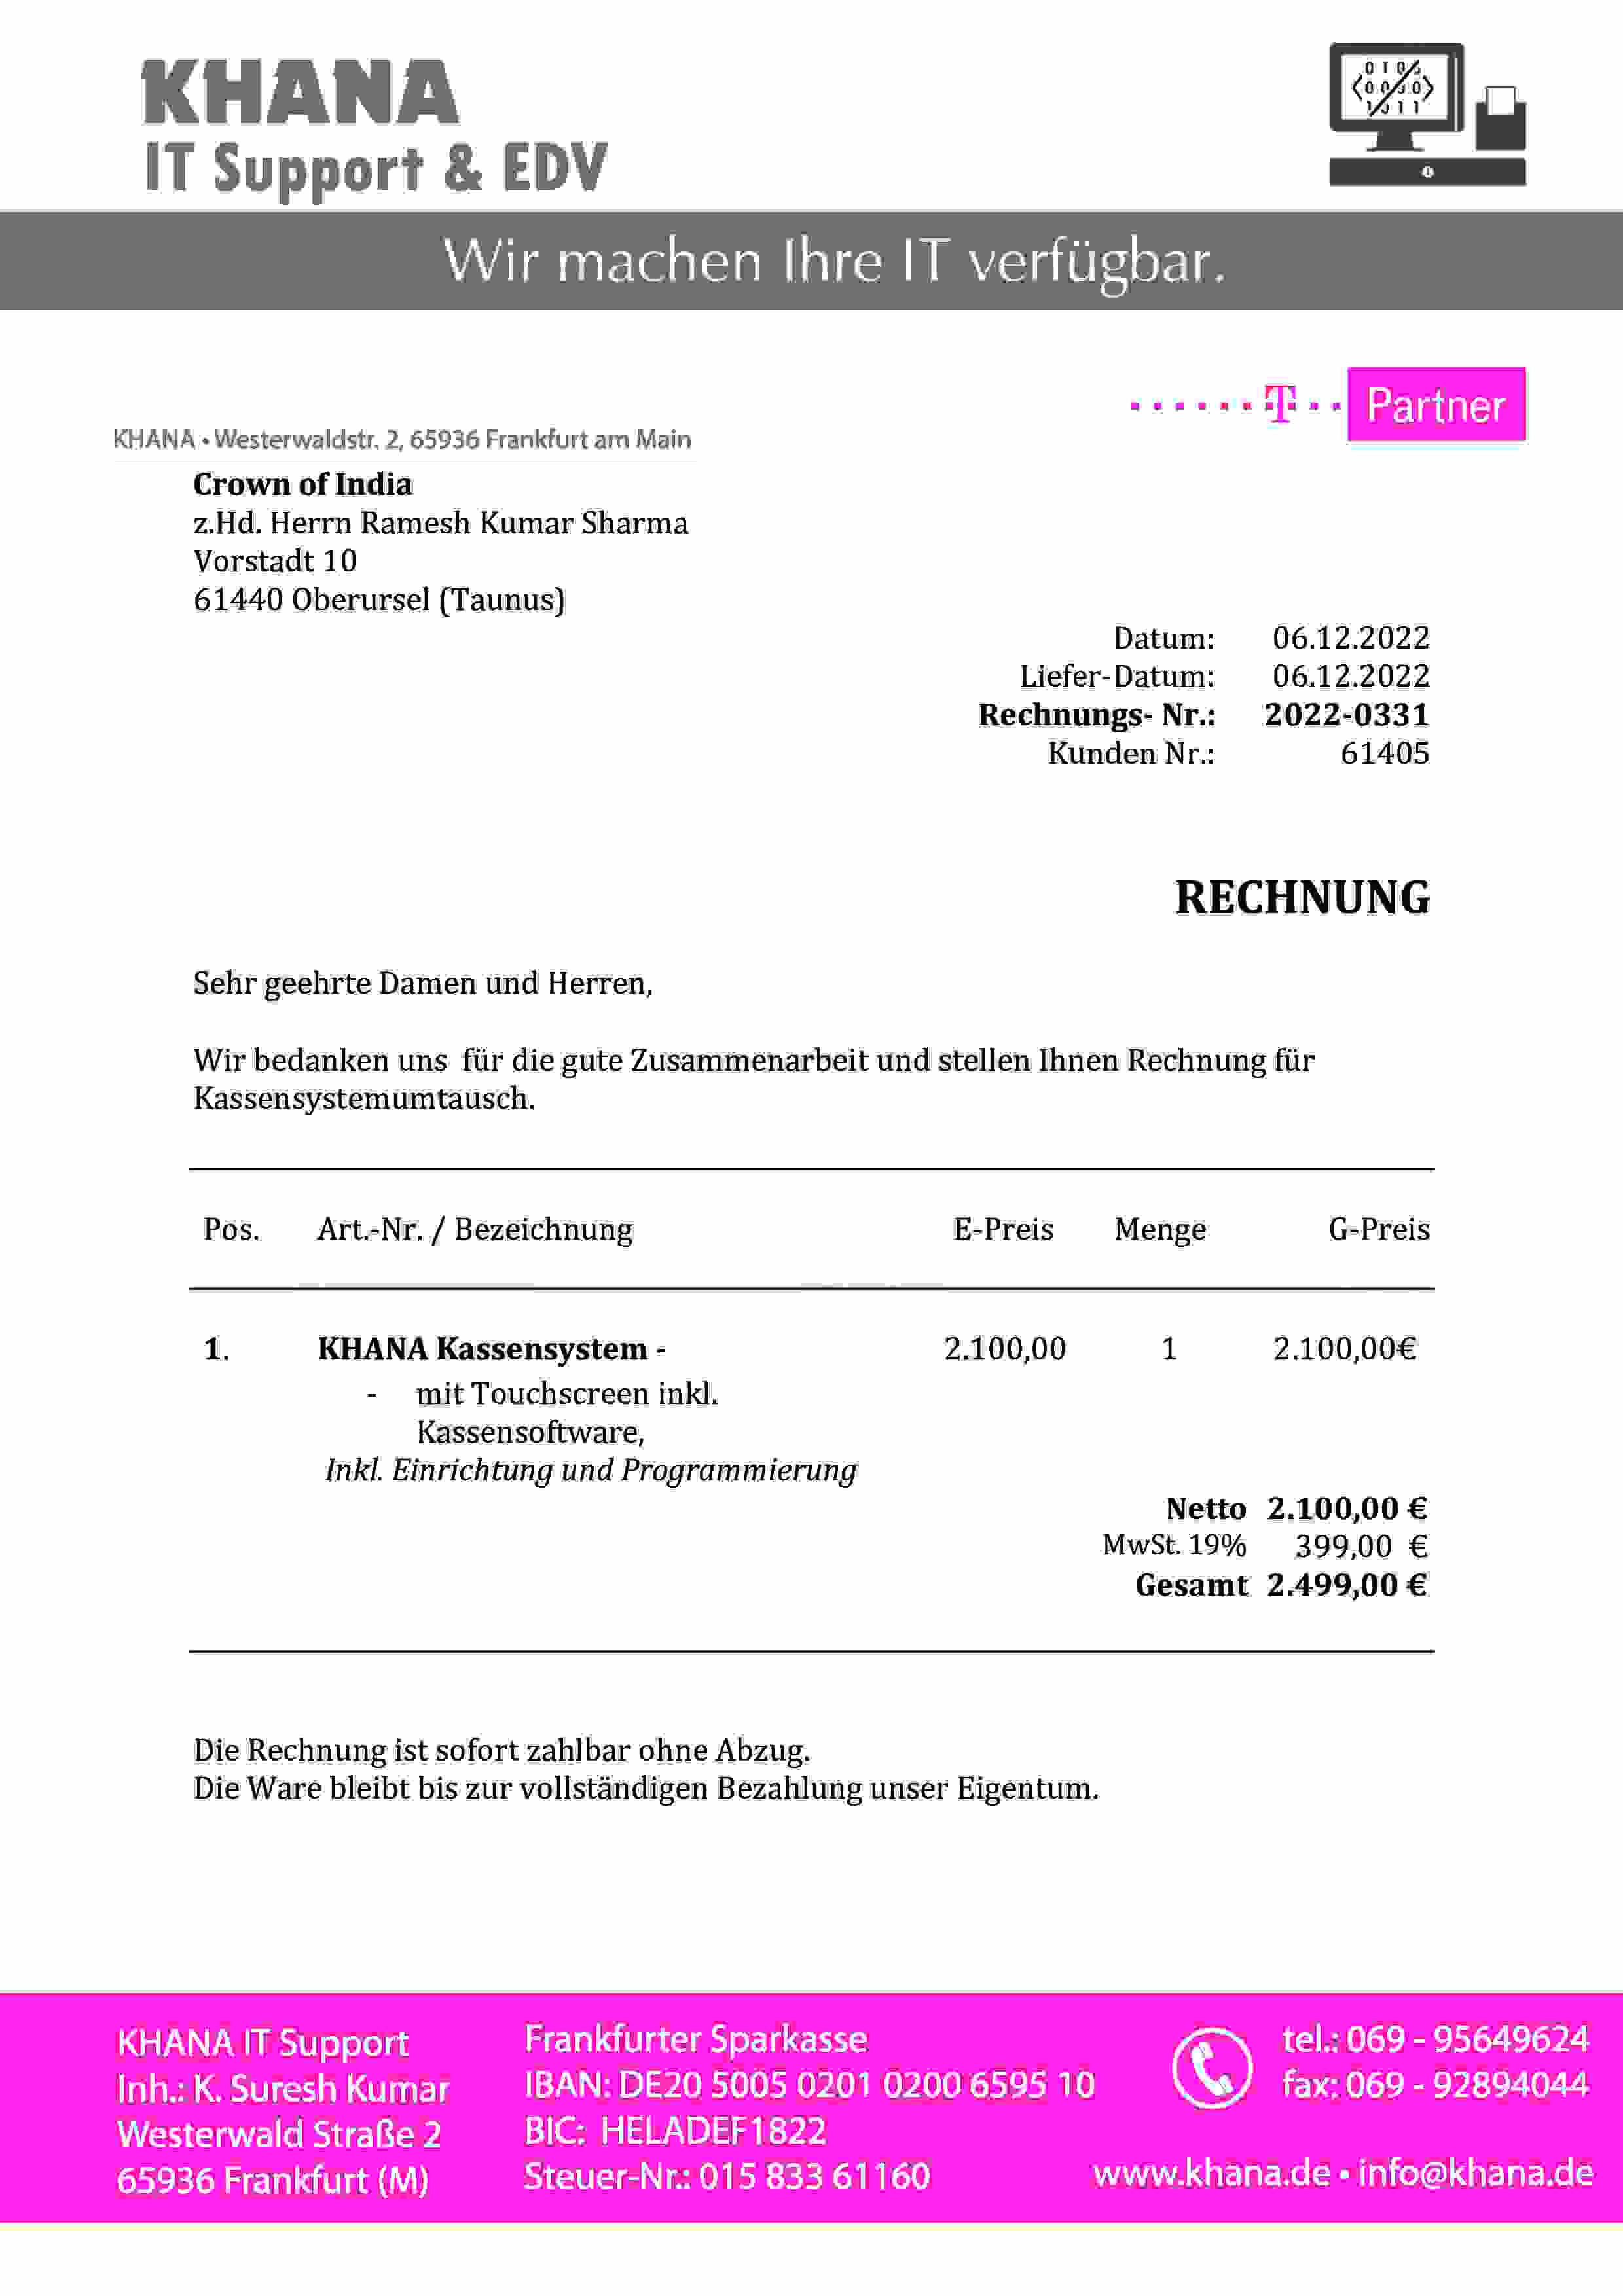 KHANA
IT Support & EDV
Wir machen Ihre IT verfügbar.
T Partner
KHANA • Westerwaldstr. 2, 65936 Frankfurt am Main
Crown of India
z.Hd. Herrn Ramesh Kumar Sharma
Vorstadt 10
61440 Oberursel (Taunus)
Datum: 06.12.2022
Liefer-Datum: 06.12.2022
Rechnungs- Nr.: 2022-0331
Kunden Nr.: 61405
RECHNUNG
Sehr geehrte Damen und Herren,
Wir bedanken uns für die gute Zusammenarbeit und stellen Ihnen Rechnung für
Kassensystemumtausch.
Pos. Art.-Nr. / Bezeichnung E-Preis Menge G-Preis
1. KHANA Kassensystem - 2.100,00 1 2.100,00€
- mit Touchscreen inkl.
Kassensoftware,
Inkl. Einrichtung und Programmierung
Netto 2.100,00 €
MwSt. 19% 399,00 €
Gesamt 2.499,00 €
Die Rechnung ist sofort zahlbar ohne Abzug.
Die Ware bleibt bis zur vollständigen Bezahlung unser Eigentum.
KHANA IT Support
Inh.: K. Suresh Kumar
Westerwald Straße 2
65936 Frankfurt (M)
Frankfurter Sparkasse
IBAN: DE20 5005 0201 0200 6595 10
BIC: HELADEF1822
Steuer-Nr.: 015 833 61160
tel.: 069 - 95649624
fax: 069 - 92894044
www.khana.de • info@khana.de